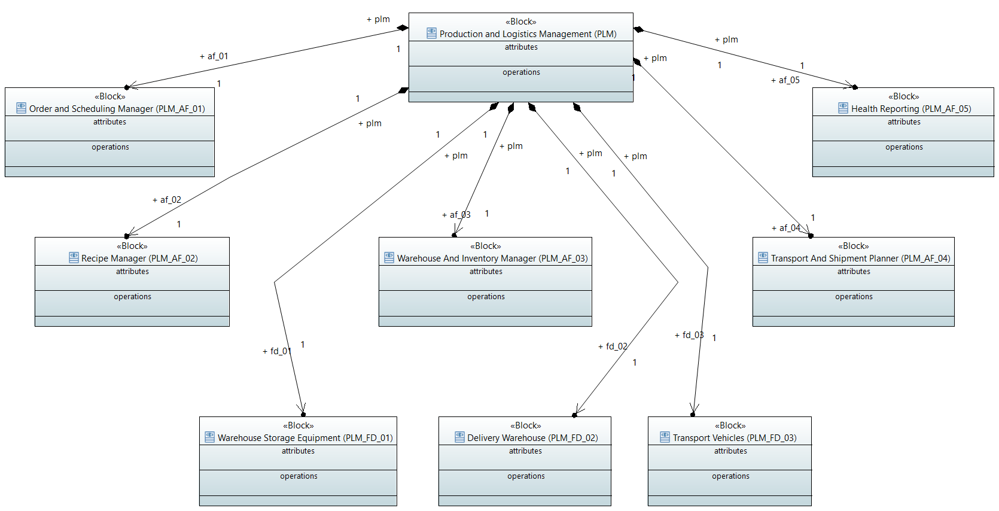 «Block»
Production and Logistics Management (PLM)
attributes
operations
+ plm
1
+ af_01
1
+ plm
1
1
+ af_05
+ plm
1
«Block»
Order and Scheduling Manager (PLM_AF_01)
attributes
operations
«Block»
Health Reporting (PLM_AF_05)
attributes
operations
1
+ plm
1
+ plm
1
+ plm
+ plm
1
+ plm
1
+ af_02
1
+ af_03
1
1
+ af_04
«Block»
Recipe Manager (PLM_AF_02)
attributes
operations
«Block»
Warehouse And Inventory Manager (PLM_AF_03)
attributes
operations
«Block»
Transport And Shipment Planner (PLM_AF_04)
attributes
operations
+ fd_01
1
+ fd_02
1
+ fd_03
1
«Block»
Warehouse Storage Equipment (PLM_FD_01)
attributes
operations
«Block»
Delivery Warehouse (PLM_FD_02)
attributes
operations
«Block»
Transport Vehicles (PLM_FD_03)
attributes
operations